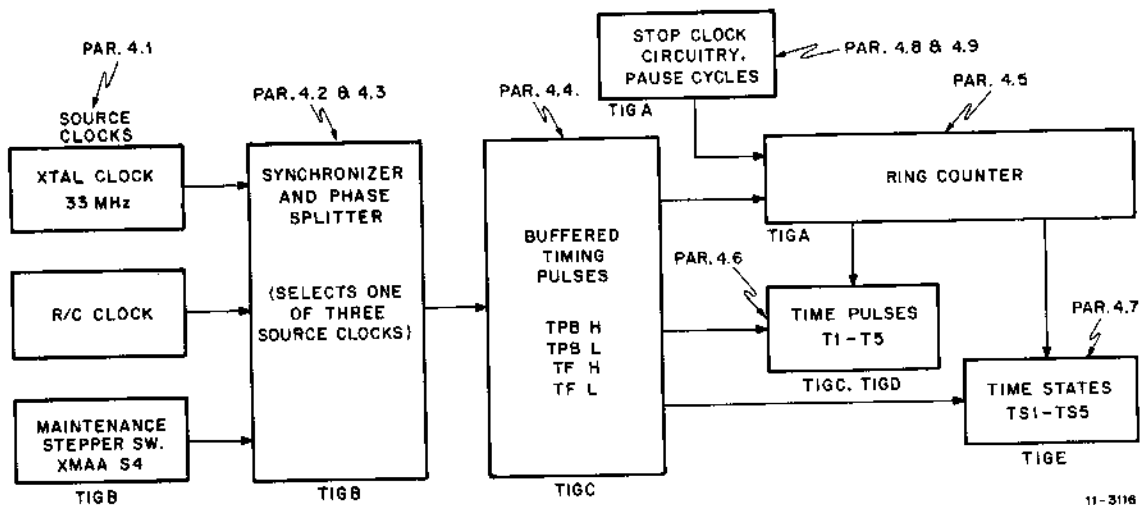 PAR. 4.1
SOURCE
CLOCKS
XTAL CLOCK
33 MHz
R/C CLOCK
MAINTENANCE
STEPPER SW.
XMAA S4
TIGB
PAR. 4.2 & 4.3
SYNCHRONIZER
AND PHASE
SPLITTER
(SELECTS ONE
OF THREE
SOURCE CLOCKS)
TIGB
PAR. 4.4.
BUFFERED
TIMING
PULSES
TPB H
TPB L
TF H
TF L
TIGC
STOP CLOCK
CIRCUITRY,
PAUSE CYCLES
TIGA
PAR. 4.8 & 4.9
PAR. 4.5
RING COUNTER
TIGA
PAR. 4.6
TIME PULSES
T1-T5
TIGC, TIGD
PAR. 4.7
TIME STATES
TS1-TS5
TIGE
11-3116